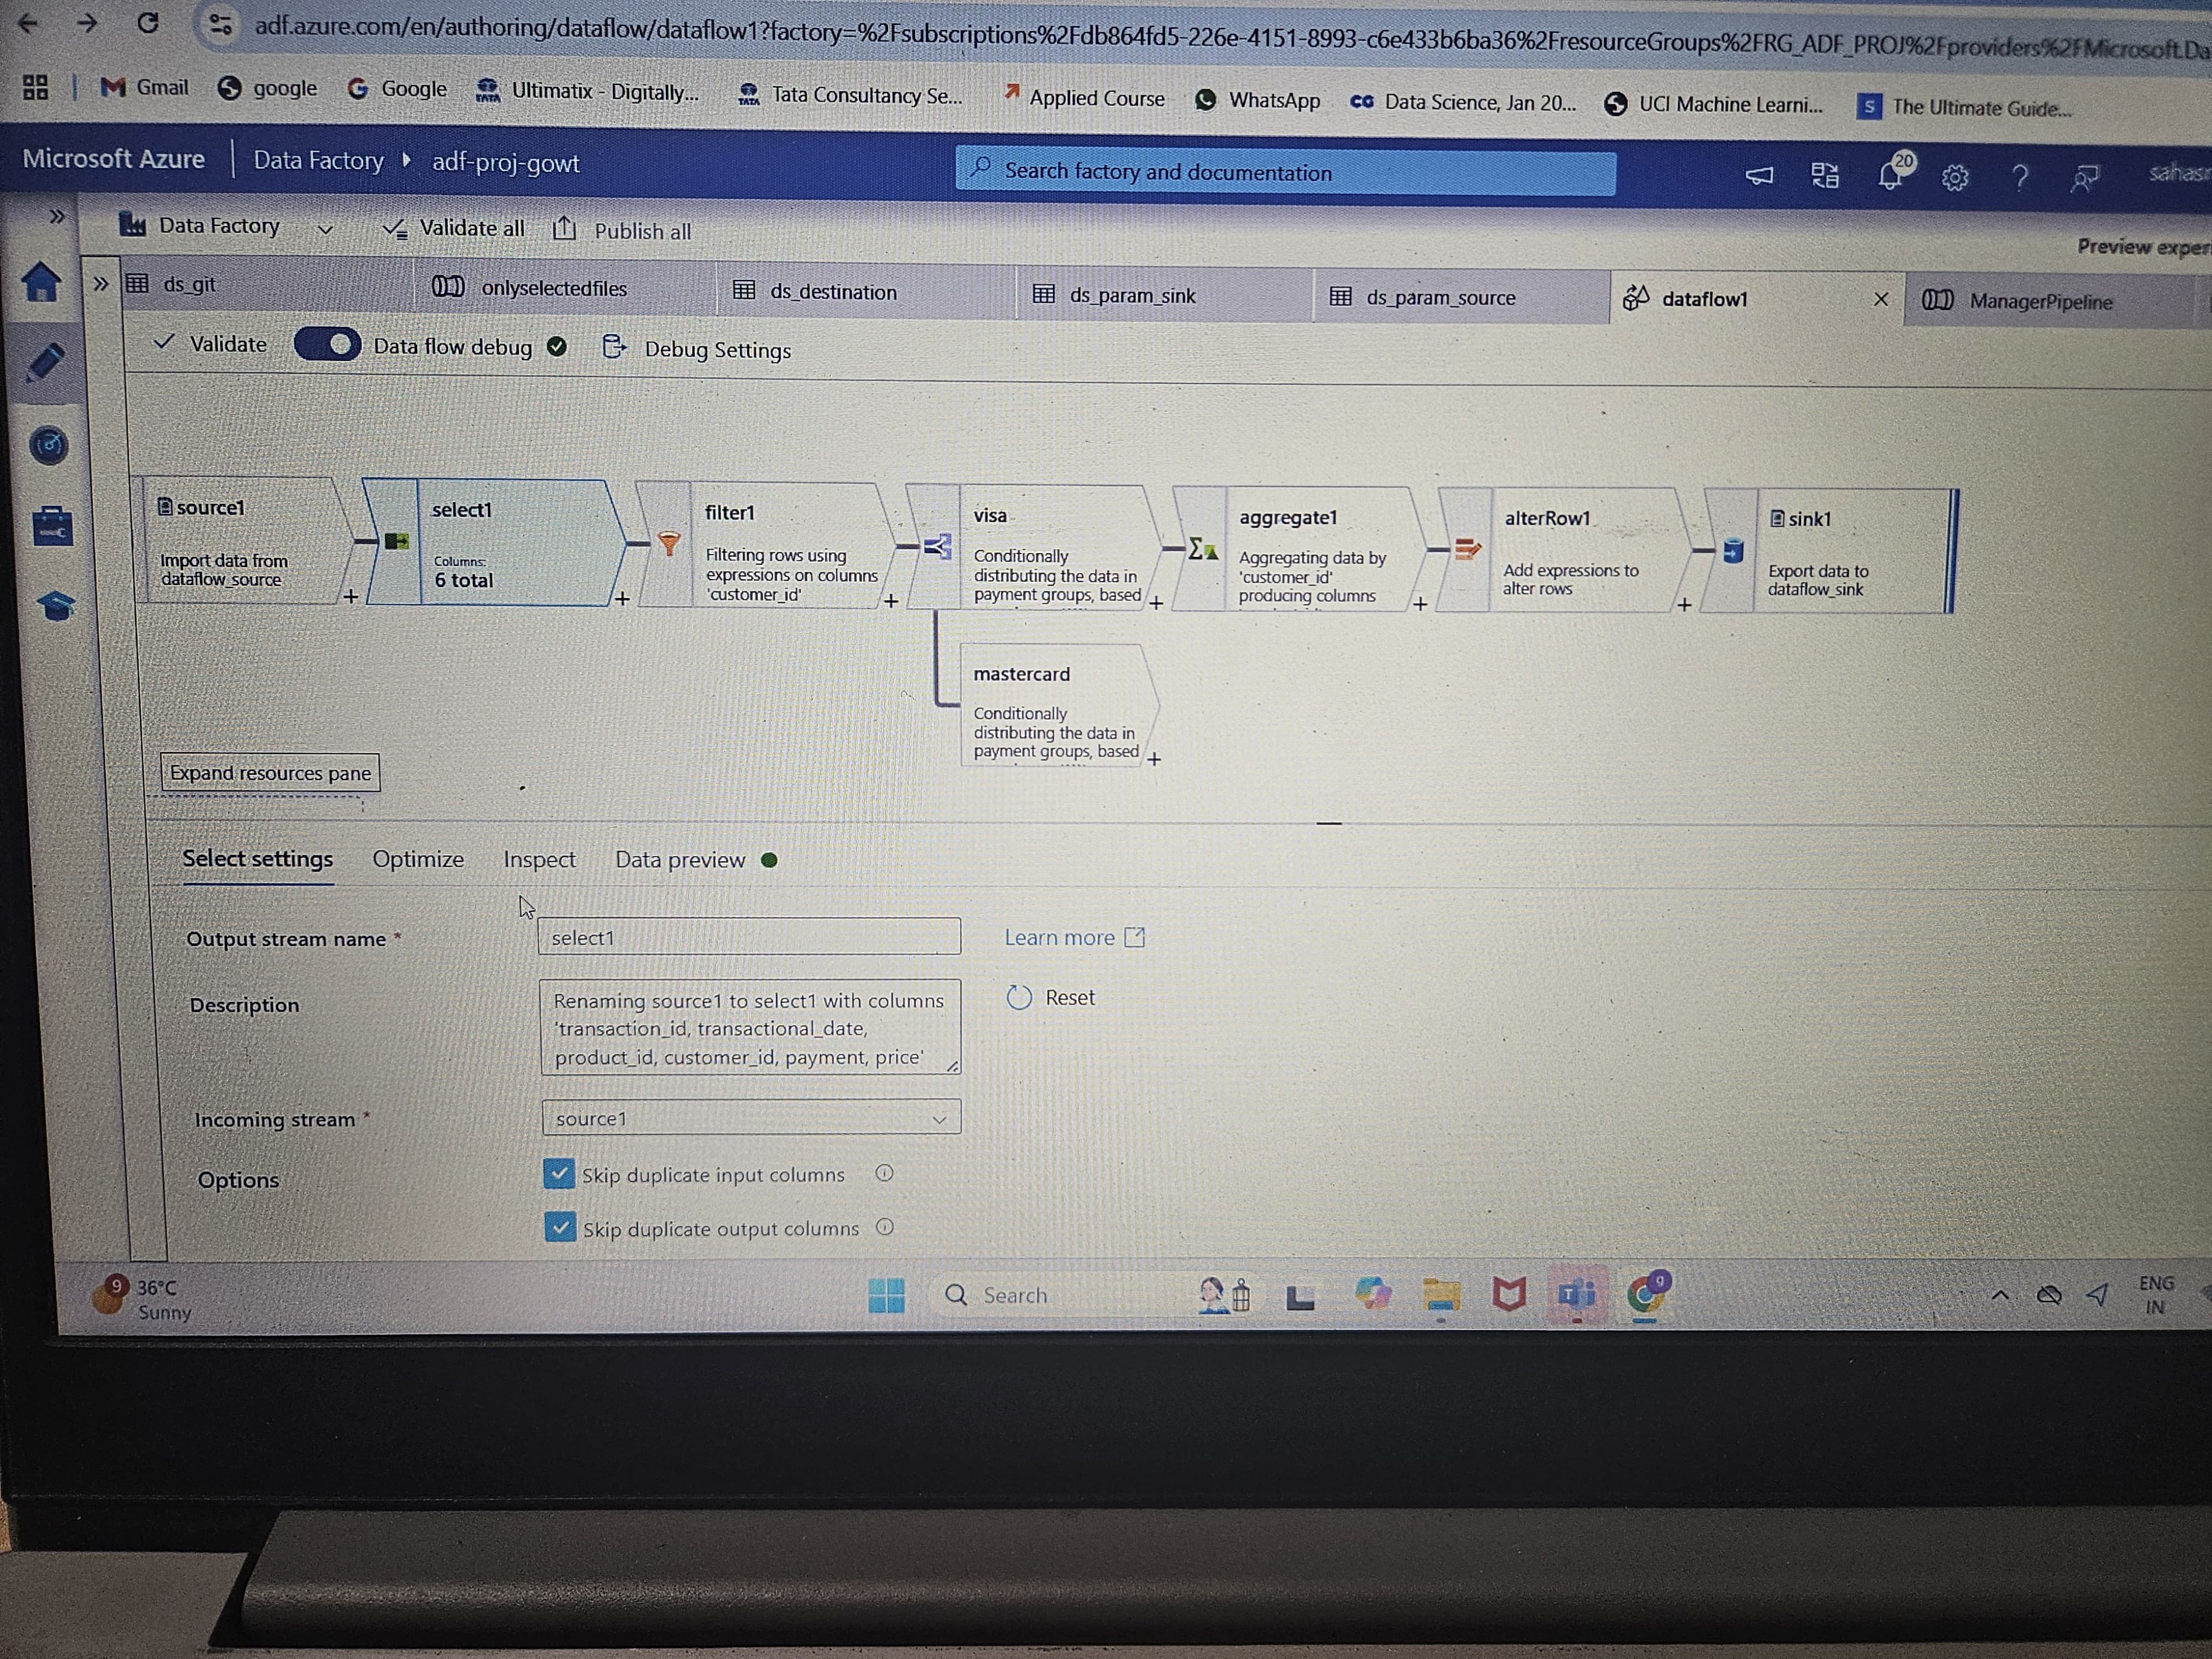 adf.azure.com/en/authoring/dataflow/dataflow1?factory=%2Fsubscriptions%2Fdb864fd5-226e-4151-8993-c6e433b6ba36%2FresourceGroups%2FRG_ADF_PROJ%2Fproviders%2FMicrosoft.Da
Gmail google Google Ultimatix - Digitally... Tata Consultancy Se... Applied Course WhatsApp Data Science, Jan 20... UCI Machine Learni... The Ultimate Guide...
Microsoft Azure Data Factory adf-proj-gowt Search factory and documentation 20 sahasr
Data Factory Validate all Publish all
Preview exper
ds_git onlyselectedfiles ds_destination ds_param_sink ds_param_source dataflow1 ManagerPipeline
Validate Data flow debug Debug Settings
source1
Import data from
dataflow_source
select1
Columns:
6 total
filter1
Filtering rows using
expressions on columns
'customer_id'
visa
Conditionally
distributing the data in
payment groups, based
aggregate1
Aggregating data by
'customer_id'
producing columns
alterRow1
Add expressions to
alter rows
sink1
Export data to
dataflow_sink
mastercard
Conditionally
distributing the data in
payment groups, based
Expand resources pane
Select settings Optimize Inspect Data preview
Output stream name * select1 Learn more
Description Renaming source1 to select1 with columns
'transaction_id, transactional_date,
product_id, customer_id, payment, price'
Reset
Incoming stream * source1
Options Skip duplicate input columns
Skip duplicate output columns
9 36°C
Sunny
Search
ENG
IN